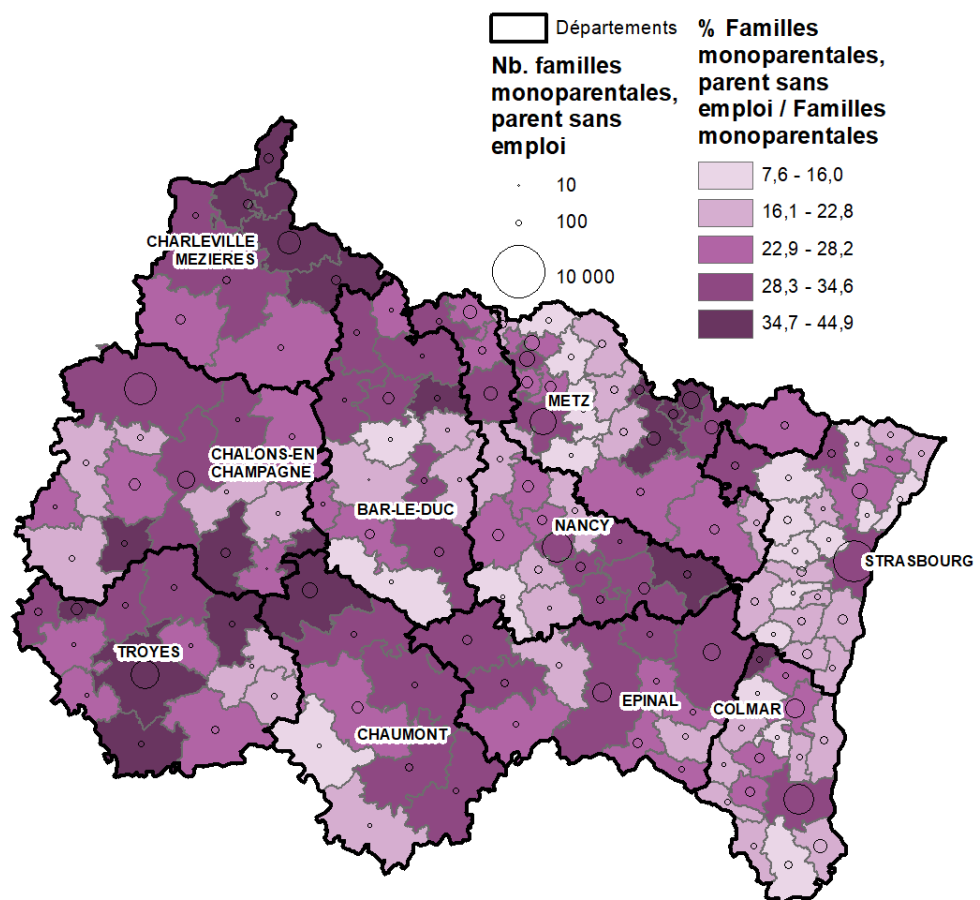 Départements
Nb. familles
monoparentales,
parent sans
emploi
10
100
10 000
% Familles
monoparentales,
parent sans
emploi / Familles
monoparentales
7,6 - 16,0
16,1 - 22,8
22,9 - 28,2
28,3 - 34,6
34,7 - 44,9
CHARLEVILLE
MEZIERES
METZ
CHALONS-EN
CHAMPAGNE
BAR-LE-DUC
NANCY
STRASBOURG
TROYES
EPINAL
COLMAR
CHAUMONT